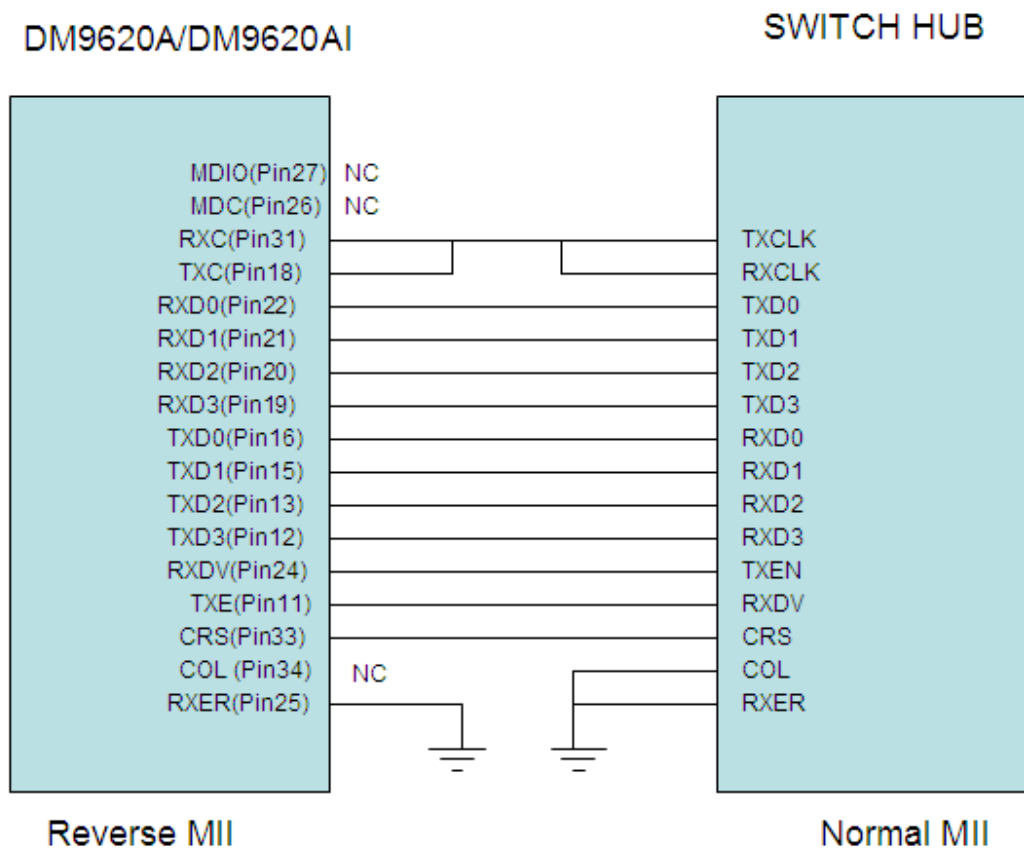 DM9620A/DM9620AI
SWITCH HUB
MDIO(Pin27) NC
MDC(Pin26) NC
RXC(Pin31) TXCLK
TXC(Pin18) RXCLK
RXD0(Pin22) TXD0
RXD1(Pin21) TXD1
RXD2(Pin20) TXD2
RXD3(Pin19) TXD3
TXD0(Pin16) RXD0
TXD1(Pin15) RXD1
TXD2(Pin13) RXD2
TXD3(Pin12) RXD3
RXDV(Pin24) TXEN
TXE(Pin11) RXDV
CRS(Pin33) CRS
COL (Pin34) NC COL
RXER(Pin25) RXER
Reverse MII
Normal MII